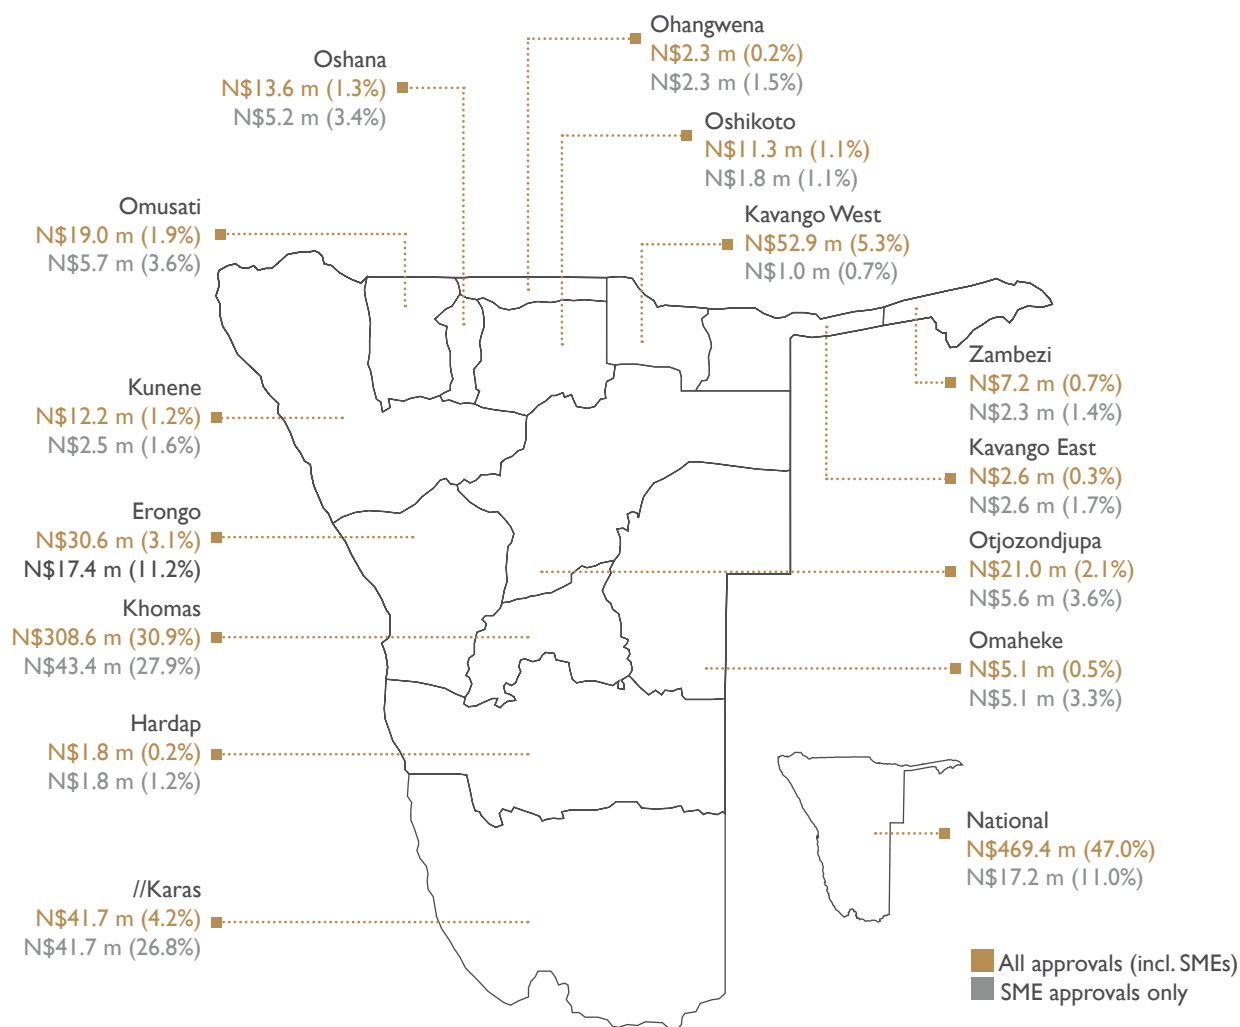 Ohangwena
N$2.3 m (0.2%)
N$2.3 m (1.5%)
Oshana
N$13.6 m (1.3%)
N$5.2 m (3.4%)
Oshikoto
N$11.3 m (1.1%)
N$1.8 m (1.1%)
Omusati
N$19.0 m (1.9%)
N$5.7 m (3.6%)
Kavango West
N$52.9 m (5.3%)
N$1.0 m (0.7%)
Zambezi
N$7.2 m (0.7%)
N$2.3 m (1.4%)
Kunene
N$12.2 m (1.2%)
N$2.5 m (1.6%)
Kavango East
N$2.6 m (0.3%)
N$2.6 m (1.7%)
Erongo
N$30.6 m (3.1%)
N$17.4 m (11.2%)
Otjozondjupa
N$21.0 m (2.1%)
N$5.6 m (3.6%)
Khomas
N$308.6 m (30.9%)
N$43.4 m (27.9%)
Omaheke
N$5.1 m (0.5%)
N$5.1 m (3.3%)
Hardap
N$1.8 m (0.2%)
N$1.8 m (1.2%)
National
N$469.4 m (47.0%)
N$17.2 m (11.0%)
//Karas
N$41.7 m (4.2%)
N$41.7 m (26.8%)
All approvals (incl. SMEs)
SME approvals only